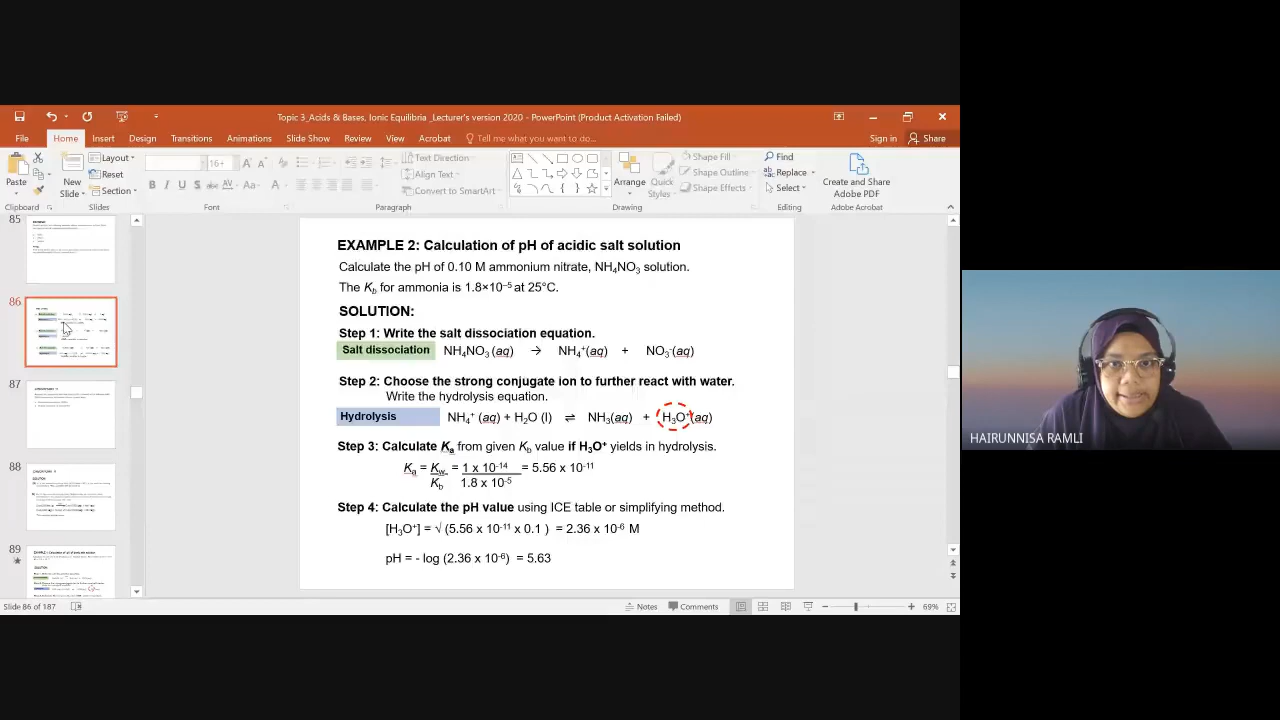 Topic 3_Acids & Bases, Ionic Equilibria _Lecturer's version 2020 - PowerPoint (Product Activation Failed)
File Home Insert Design Transitions Animations Slide Show Review View Acrobat Tell me what you want to do... Sign in Share
Paste
New Slide
Layout
Reset
Section
16+
Text Direction
Align Text
Convert to SmartArt
Arrange
Quick Styles
Shape Fill
Shape Outline
Shape Effects
Find
Replace
Select
Create and Share Adobe PDF
Clipboard Slides Font Paragraph Drawing Editing Adobe Acrobat
85
86
87
88
89
EXAMPLE 2: Calculation of pH of acidic salt solution
Calculate the pH of 0.10 M ammonium nitrate, NH₄NO₃ solution.
The Kb for ammonia is 1.8×10⁻⁵ at 25°C.
SOLUTION:
Step 1: Write the salt dissociation equation.
Salt dissociation NH₄NO₃ (aq) → NH₄⁺(aq) + NO₃⁻(aq)
Step 2: Choose the strong conjugate ion to further react with water.
Write the hydrolysis equation.
Hydrolysis NH₄⁺ (aq) + H₂O (l) ⇌ NH₃(aq) + H₃O⁺(aq)
Step 3: Calculate Ka from given Kb value if H₃O⁺ yields in hydrolysis.
Ka = Kw = 1 x 10⁻¹⁴ = 5.56 x 10⁻¹¹
Kb 1.8 x 10⁻⁵
Step 4: Calculate the pH value using ICE table or simplifying method.
[H₃O⁺] = √ (5.56 x 10⁻¹¹ x 0.1 ) = 2.36 x 10⁻⁶ M
pH = - log (2.36 x 10⁻⁶) = 5.63
Slide 86 of 187
Notes Comments
69%
HAIRUNNISA RAMLI